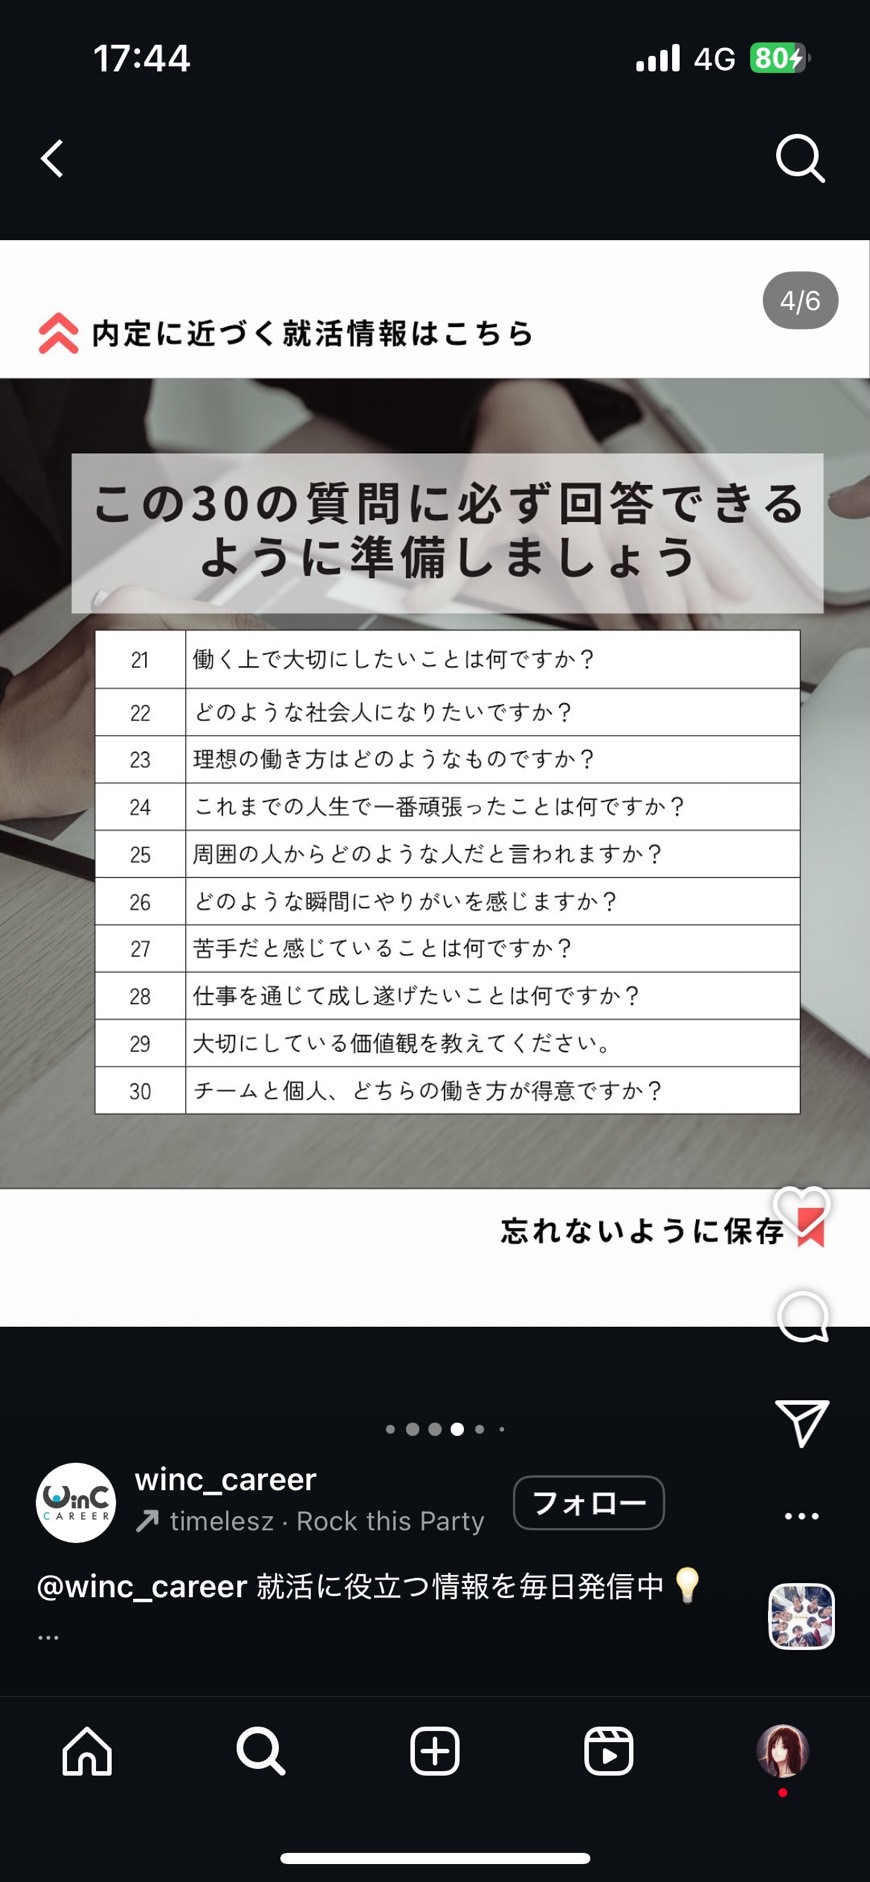 17:44
4G
80
4/6
内定に近づく就活情報はこちら
この30の質問に必ず回答できる
ように準備しましょう
21 働く上で大切にしたいことは何ですか？
22 どのような社会人になりたいですか？
23 理想の働き方はどのようなものですか？
24 これまでの人生で一番頑張ったことは何ですか？
25 周囲の人からどのような人だと言われますか？
26 どのような瞬間にやりがいを感じますか？
27 苦手だと感じていることは何ですか？
28 仕事を通じて成し遂げたいことは何ですか？
29 大切にしている価値観を教えてください。
30 チームと個人、どちらの働き方が得意ですか？
忘れないように保存
WinC
CAREER
winc_career
timelesz · Rock this Party
フォロー
@winc_career 就活に役立つ情報を毎日発信中
...